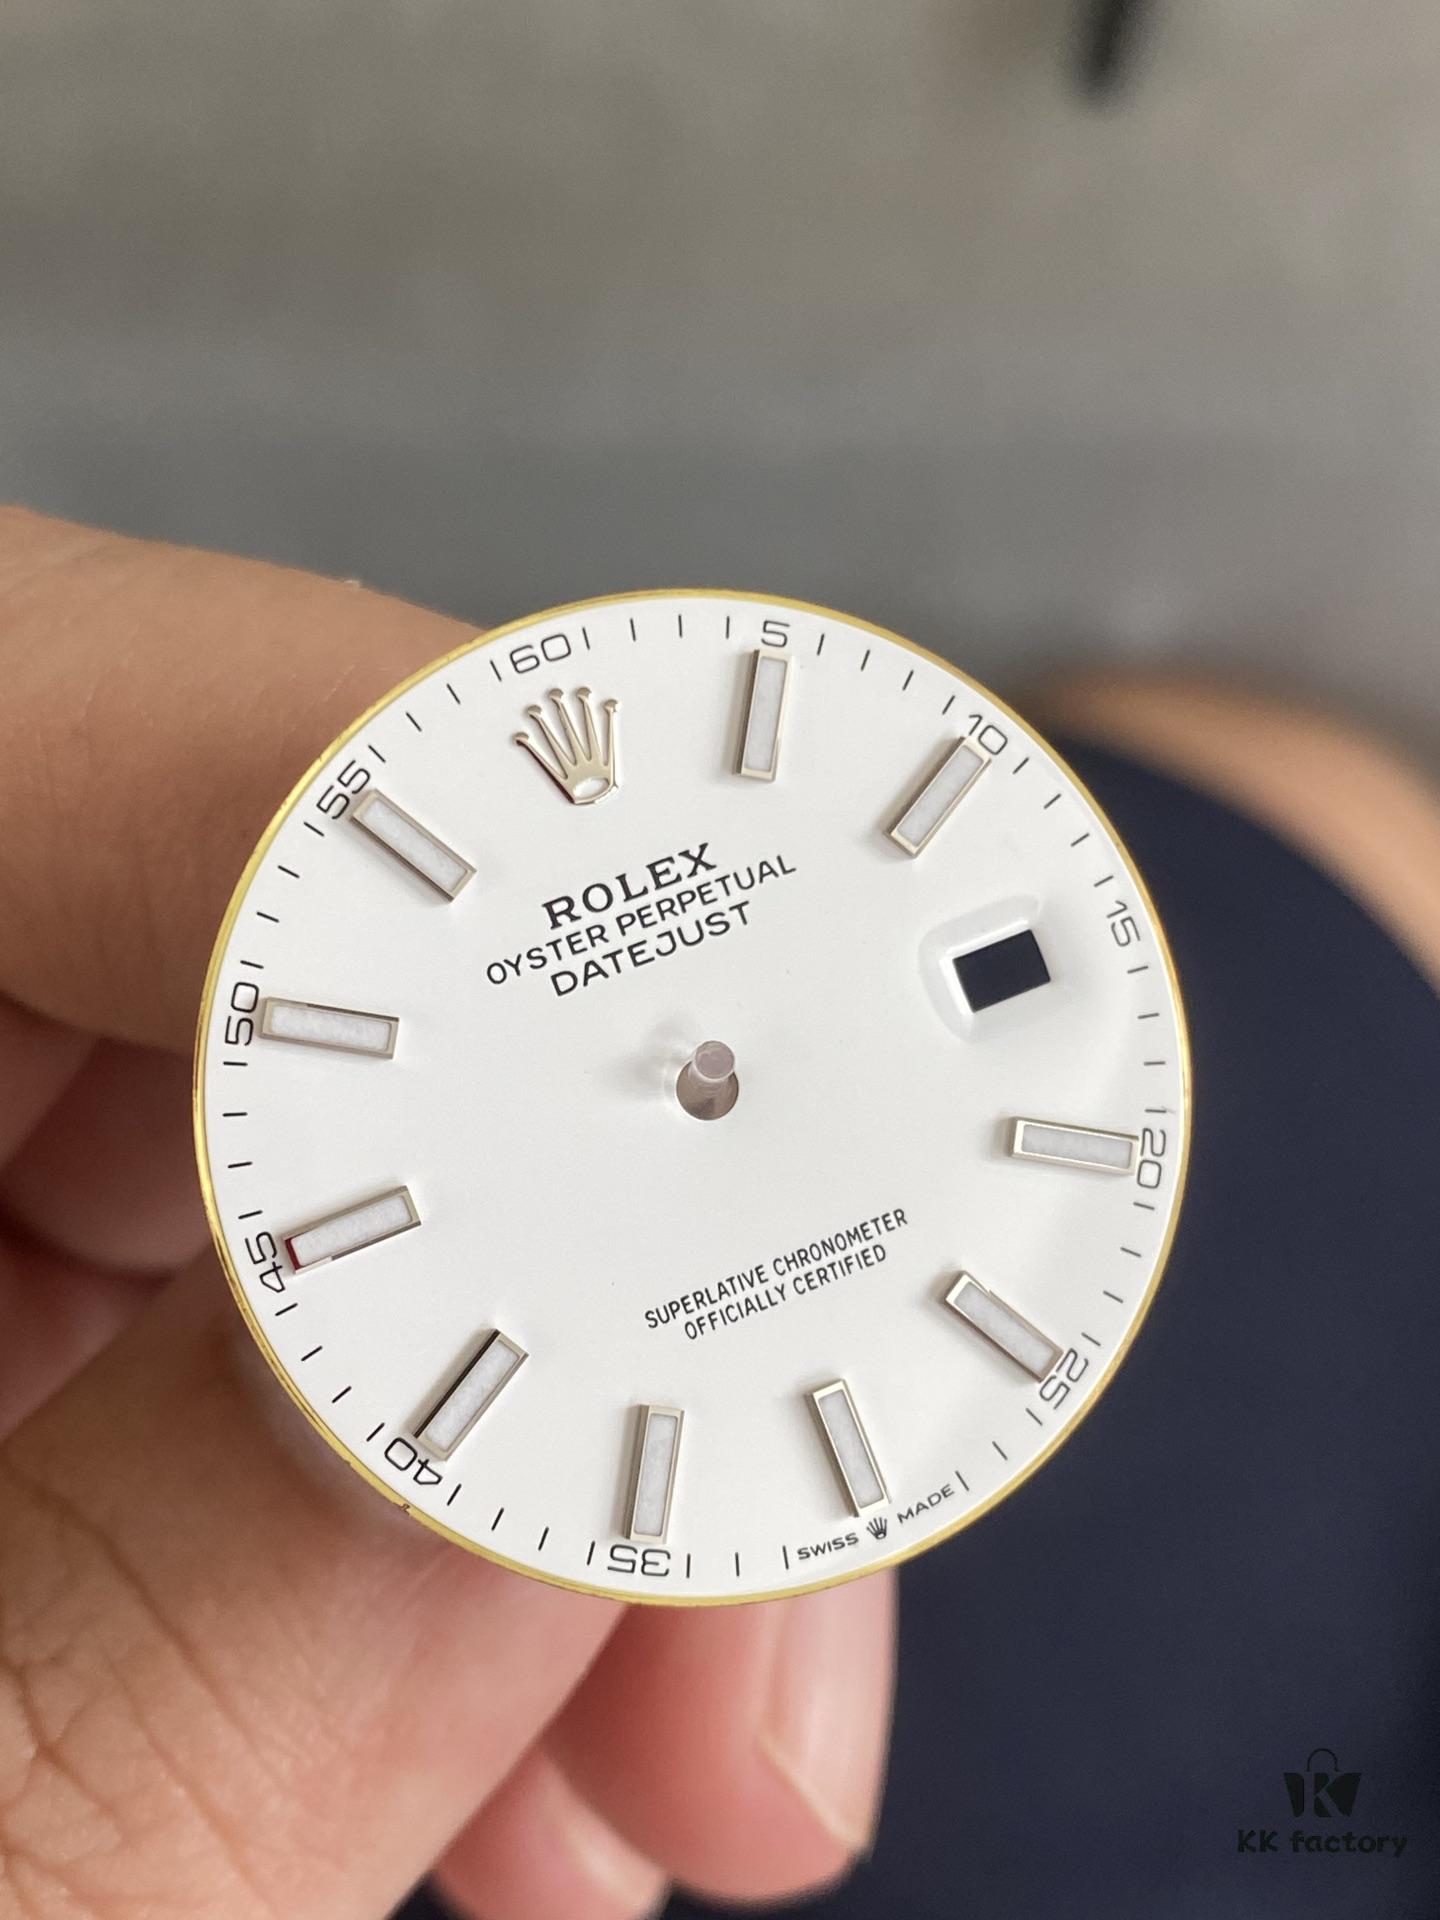 60
5
10
15
20
25
35
40
45
50
55
ROLEX
OYSTER PERPETUAL
DATEJUST
SUPERLATIVE CHRONOMETER
OFFICIALLY CERTIFIED
SWISS MADE
KK factory